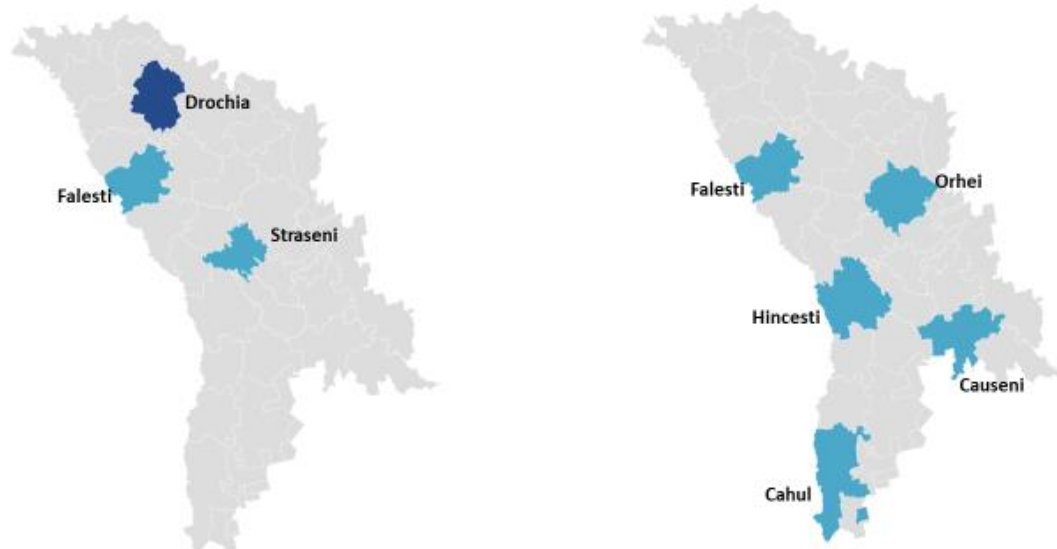 Drochia
Falesti
Straseni
Falesti
Orhei
Hincesti
Causeni
Cahul